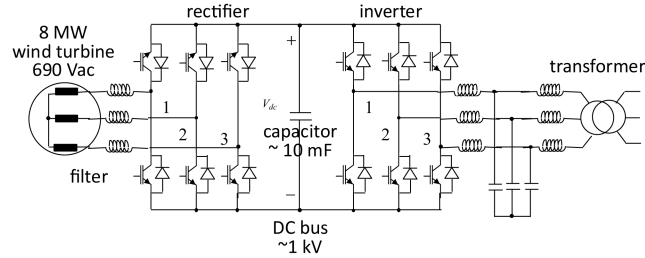 rectifier
inverter
8 MW
wind turbine
690 Vac
transformer
+
1
2
3
V_dc
capacitor
~ 10 mF
1
2
3
filter
−
DC bus
~1 kV